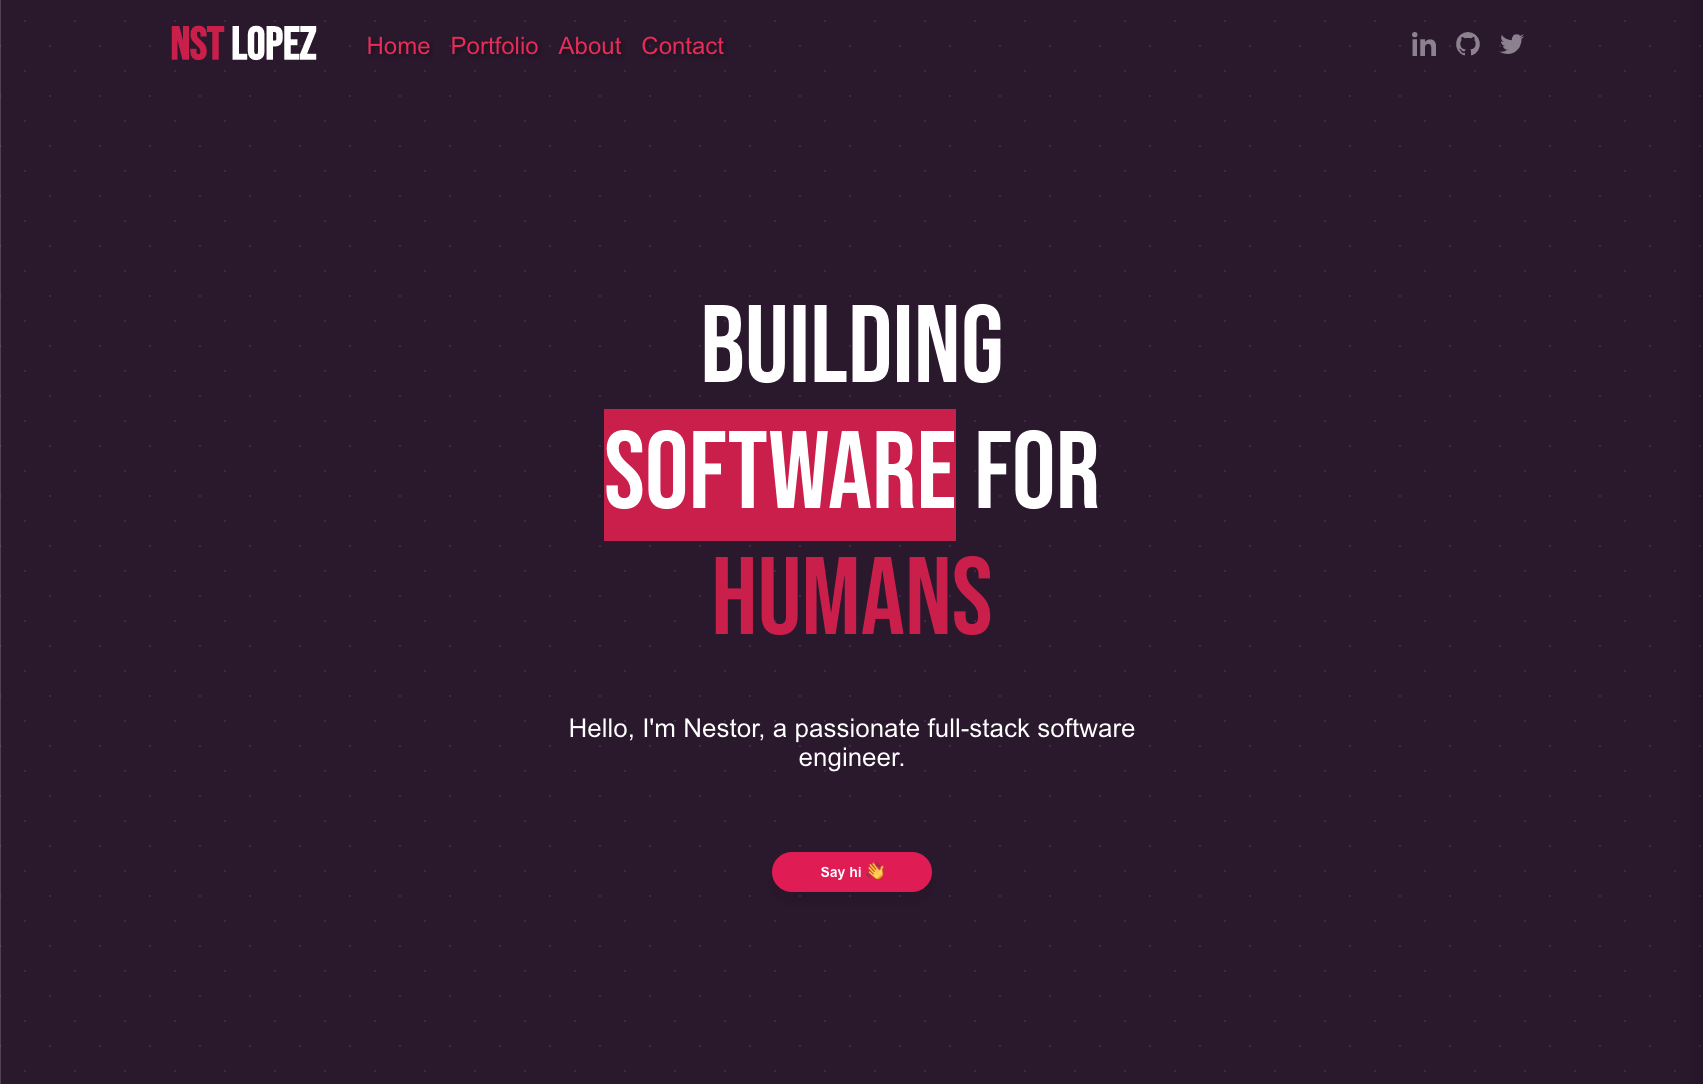 NST LOPEZ Home Portfolio About Contact
BUILDING
SOFTWARE FOR
HUMANS
Hello, I'm Nestor, a passionate full-stack software
engineer.
Say hi 👋